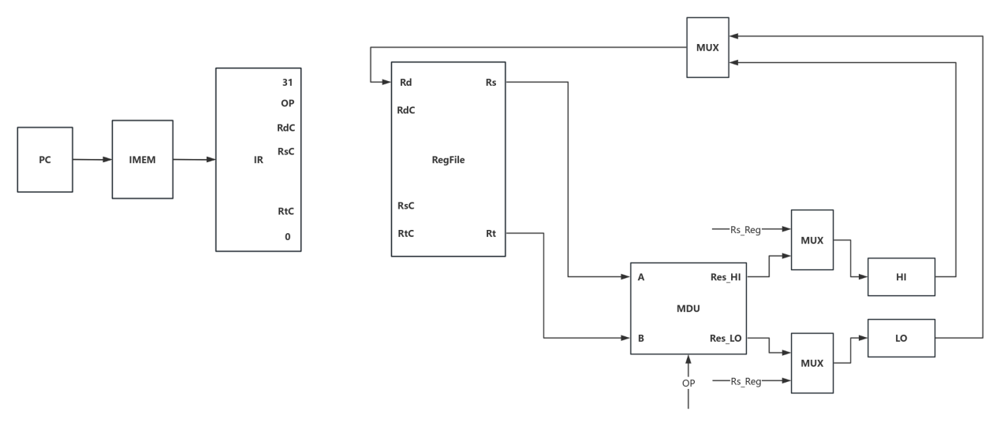 PC
IMEM
31
OP
RdC
RsC
IR
RtC
0
Rd
Rs
RdC
RegFile
RsC
RtC
Rt
MUX
A
Res_HI
MDU
B
Res_LO
OP
Rs_Reg
MUX
HI
LO
MUX
Rs_Reg